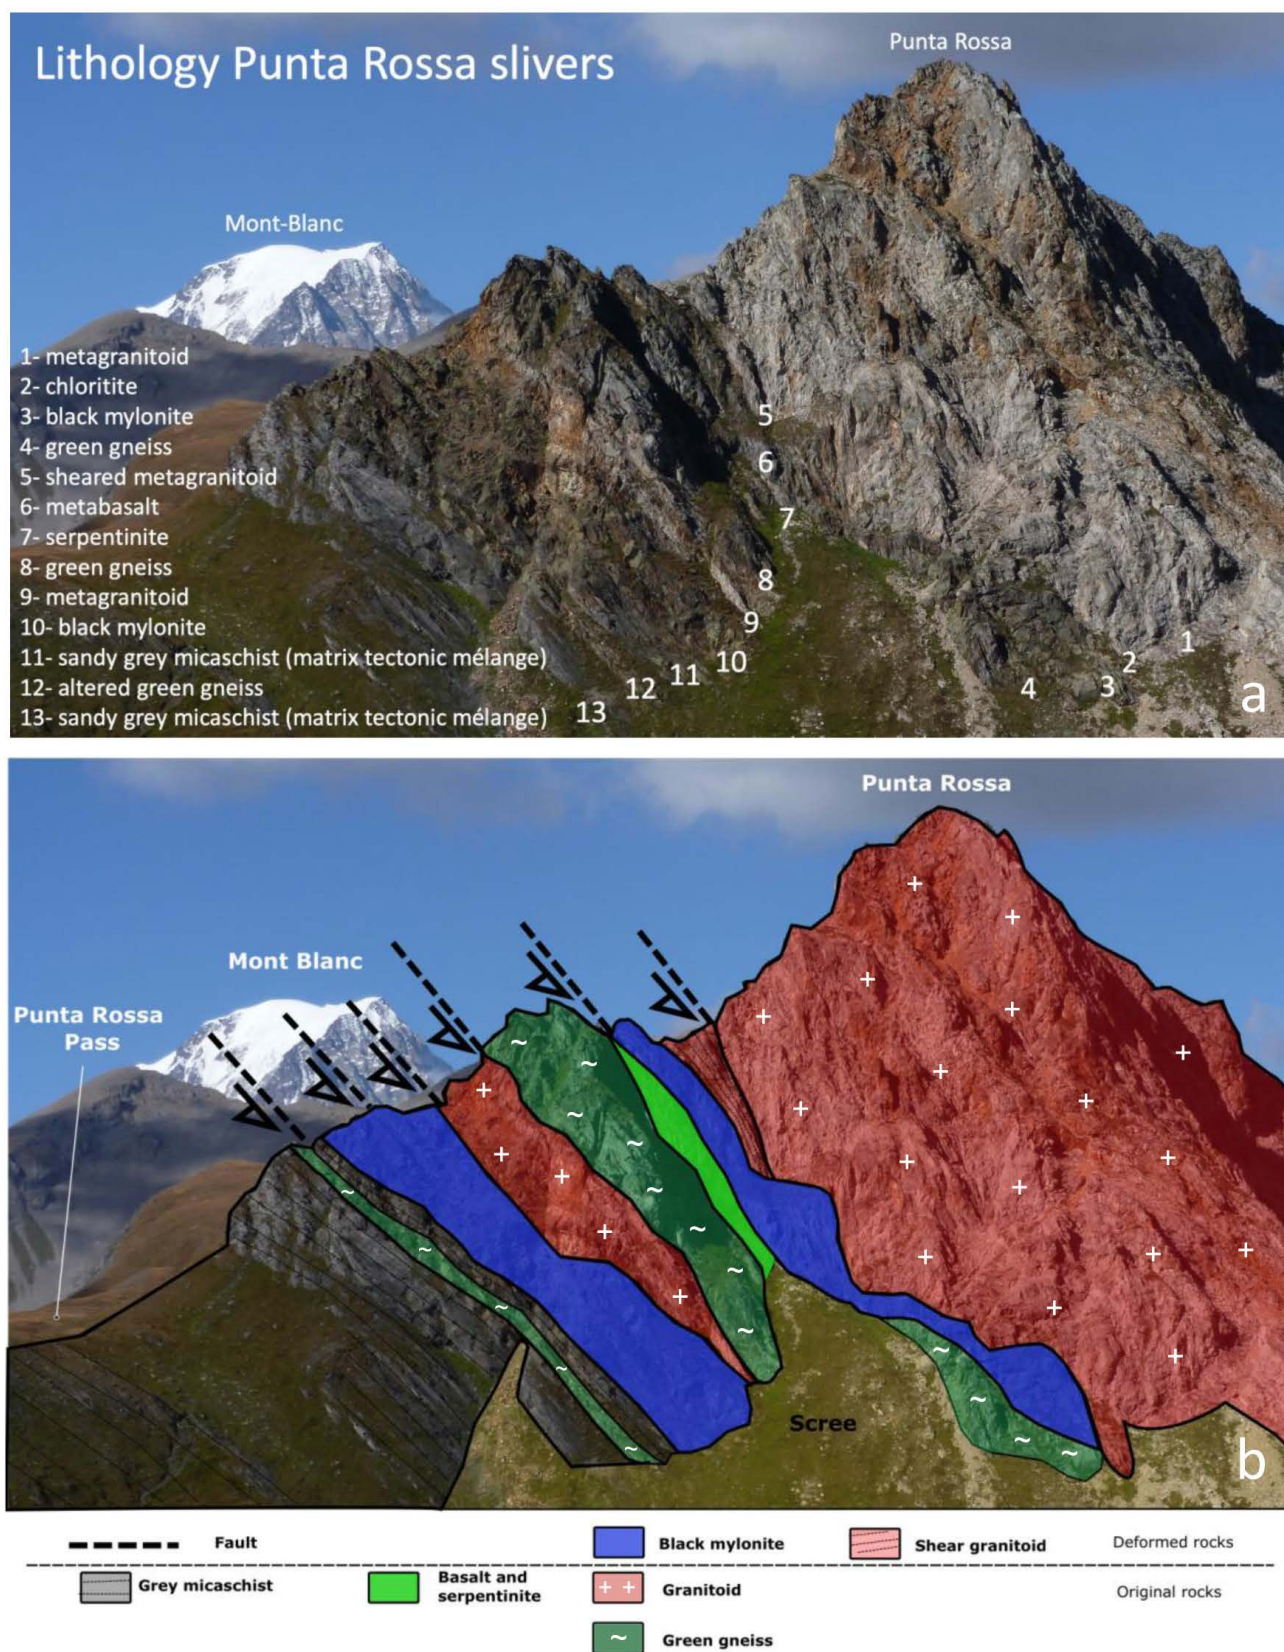 Lithology Punta Rossa slivers
Punta Rossa
Mont-Blanc
1- metagranitoid
2- chloritite
3- black mylonite
4- green gneiss
5- sheared metagranitoid
6- metabasalt
7- serpentinite
8- green gneiss
9- metagranitoid
10- black mylonite
11- sandy grey micaschist (matrix tectonic mélange)
12- altered green gneiss
13- sandy grey micaschist (matrix tectonic mélange)
5
6
7
8
9
10
11
12
13
4
3
2
1
a
Punta Rossa
Mont Blanc
Punta Rossa
Pass
Scree
b
Fault
Black mylonite
Shear granitoid
Deformed rocks
Grey micaschist
Basalt and
serpentinite
Granitoid
Original rocks
Green gneiss